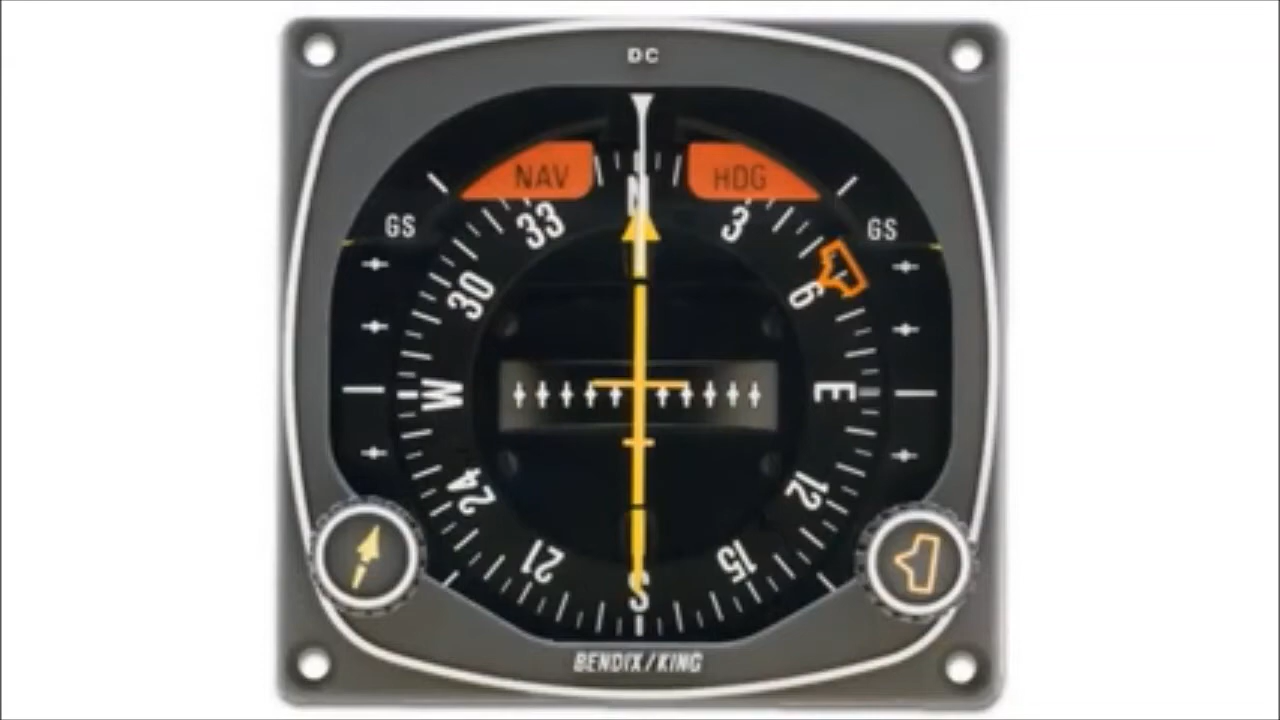 DC
NAV HDG
N
33 3
GS GS
30 6
W E
24 12
21 15
S
BENDIX/KING